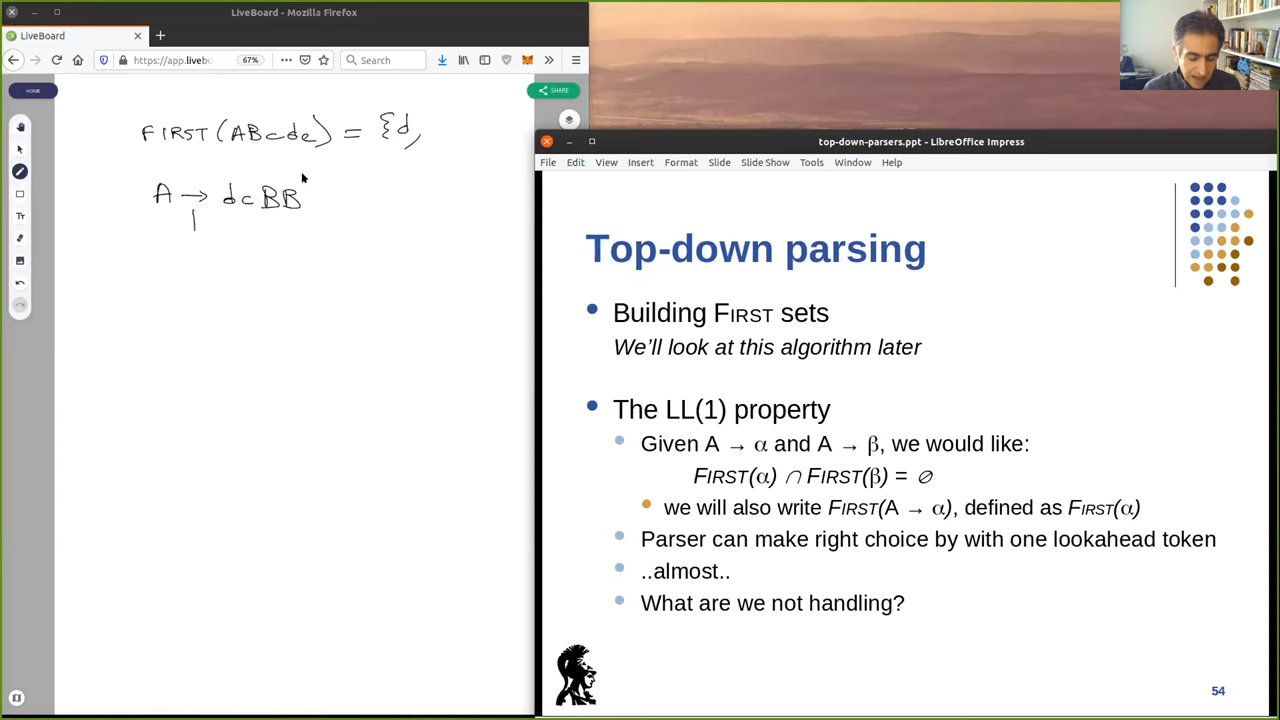 LiveBoard - Mozilla Firefox
LiveBoard
https://app.livebo
67%
Search
HOME
SHARE
FIRST(ABcde) = {d,
A → dcBB
|
Tт
top-down-parsers.ppt - LibreOffice Impress
File Edit View Insert Format Slide Slide Show Tools Window Help
Top-down parsing
Building FIRST sets
We'll look at this algorithm later
The LL(1) property
Given A → α and A → β, we would like:
FIRST(α) ∩ FIRST(β) = ∅
we will also write FIRST(A → α), defined as FIRST(α)
Parser can make right choice by with one lookahead token
..almost..
What are we not handling?
54